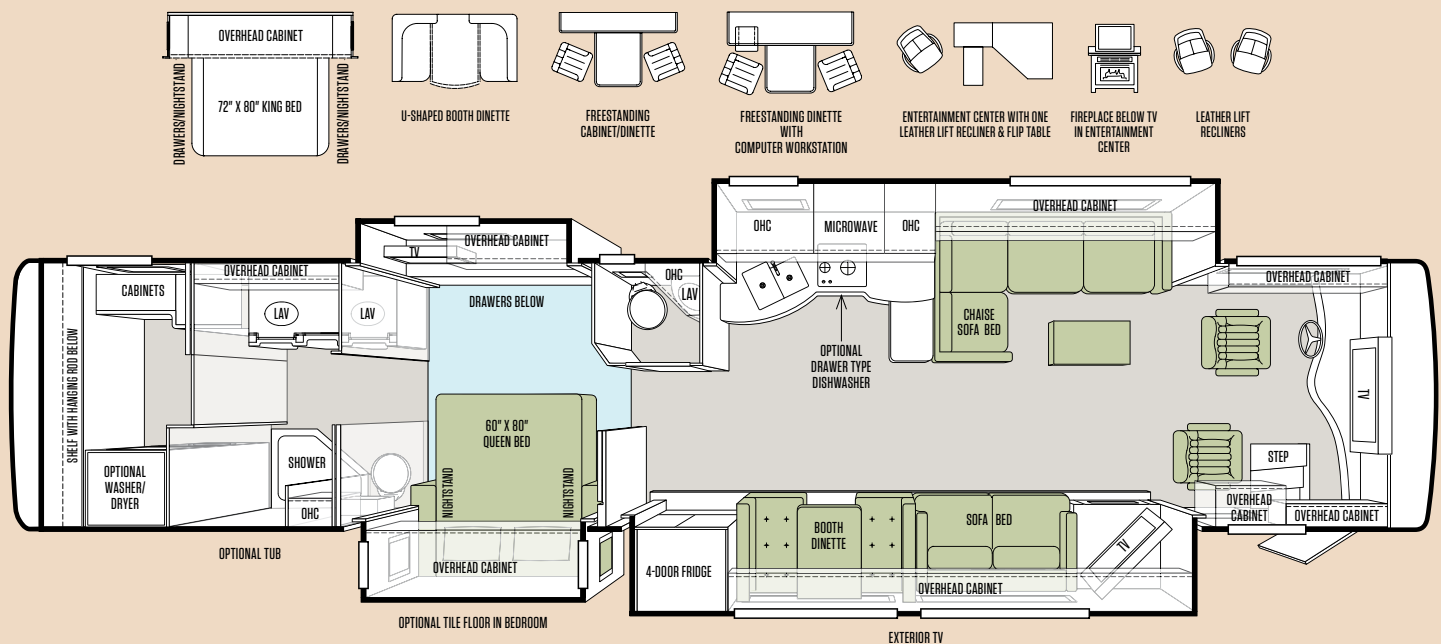 OVERHEAD CABINET
72" X 80" KING BED
DRAWERS/NIGHTSTAND
DRAWERS/NIGHTSTAND
U-SHAPED BOOTH DINETTE
FREESTANDING
CABINET/DINETTE
FREESTANDING DINETTE
WITH
COMPUTER WORKSTATION
ENTERTAINMENT CENTER WITH ONE
LEATHER LIFT RECLINER & FLIP TABLE
FIREPLACE BELOW TV
IN ENTERTAINMENT
CENTER
LEATHER LIFT
RECLINERS
SHELF WITH HANGING ROD BELOW
CABINETS
OVERHEAD CABINET
LAV
LAV
OVERHEAD CABINET
TV
DRAWERS BELOW
OHC
LAV
OHC
MICROWAVE
OHC
OVERHEAD CABINET
CHAISE
SOFA BED
OPTIONAL
DRAWER TYPE
DISHWASHER
OVERHEAD CABINET
TV
OPTIONAL
WASHER/
DRYER
SHOWER
OHC
60" X 80"
QUEEN BED
NIGHTSTAND
NIGHTSTAND
OVERHEAD CABINET
4-DOOR FRIDGE
BOOTH
DINETTE
SOFA BED
OVERHEAD CABINET
TV
STEP
OVERHEAD
CABINET
OVERHEAD CABINET
OPTIONAL TUB
OPTIONAL TILE FLOOR IN BEDROOM
EXTERIOR TV